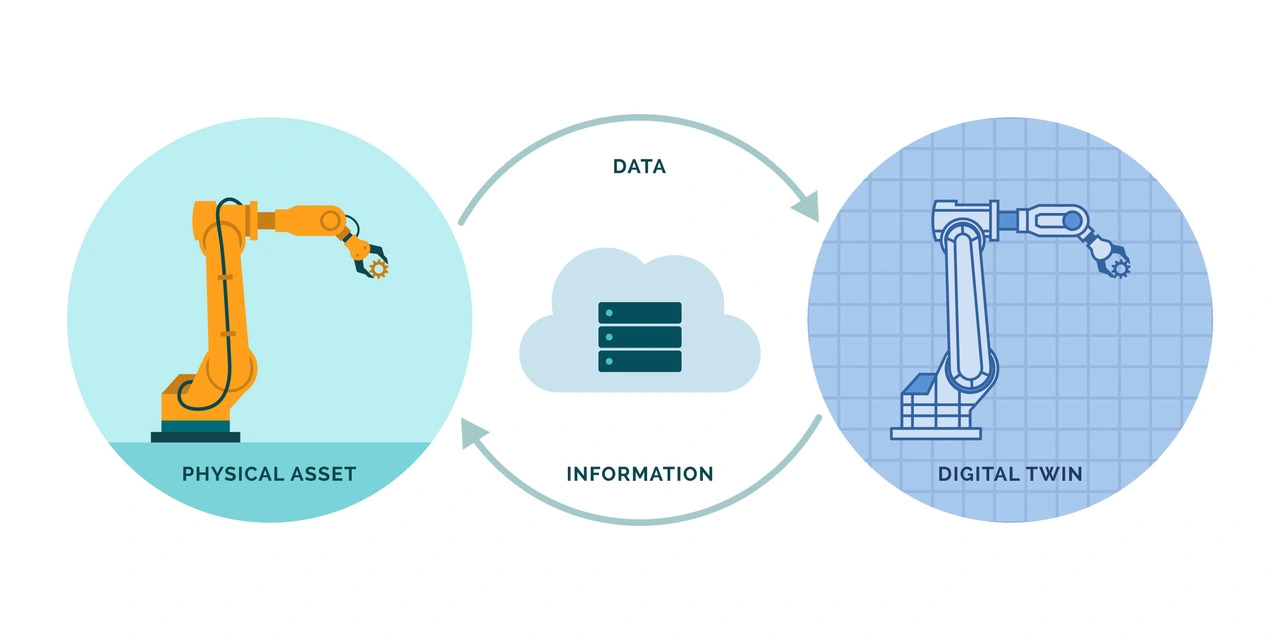 DATA
PHYSICAL ASSET
INFORMATION
DIGITAL TWIN